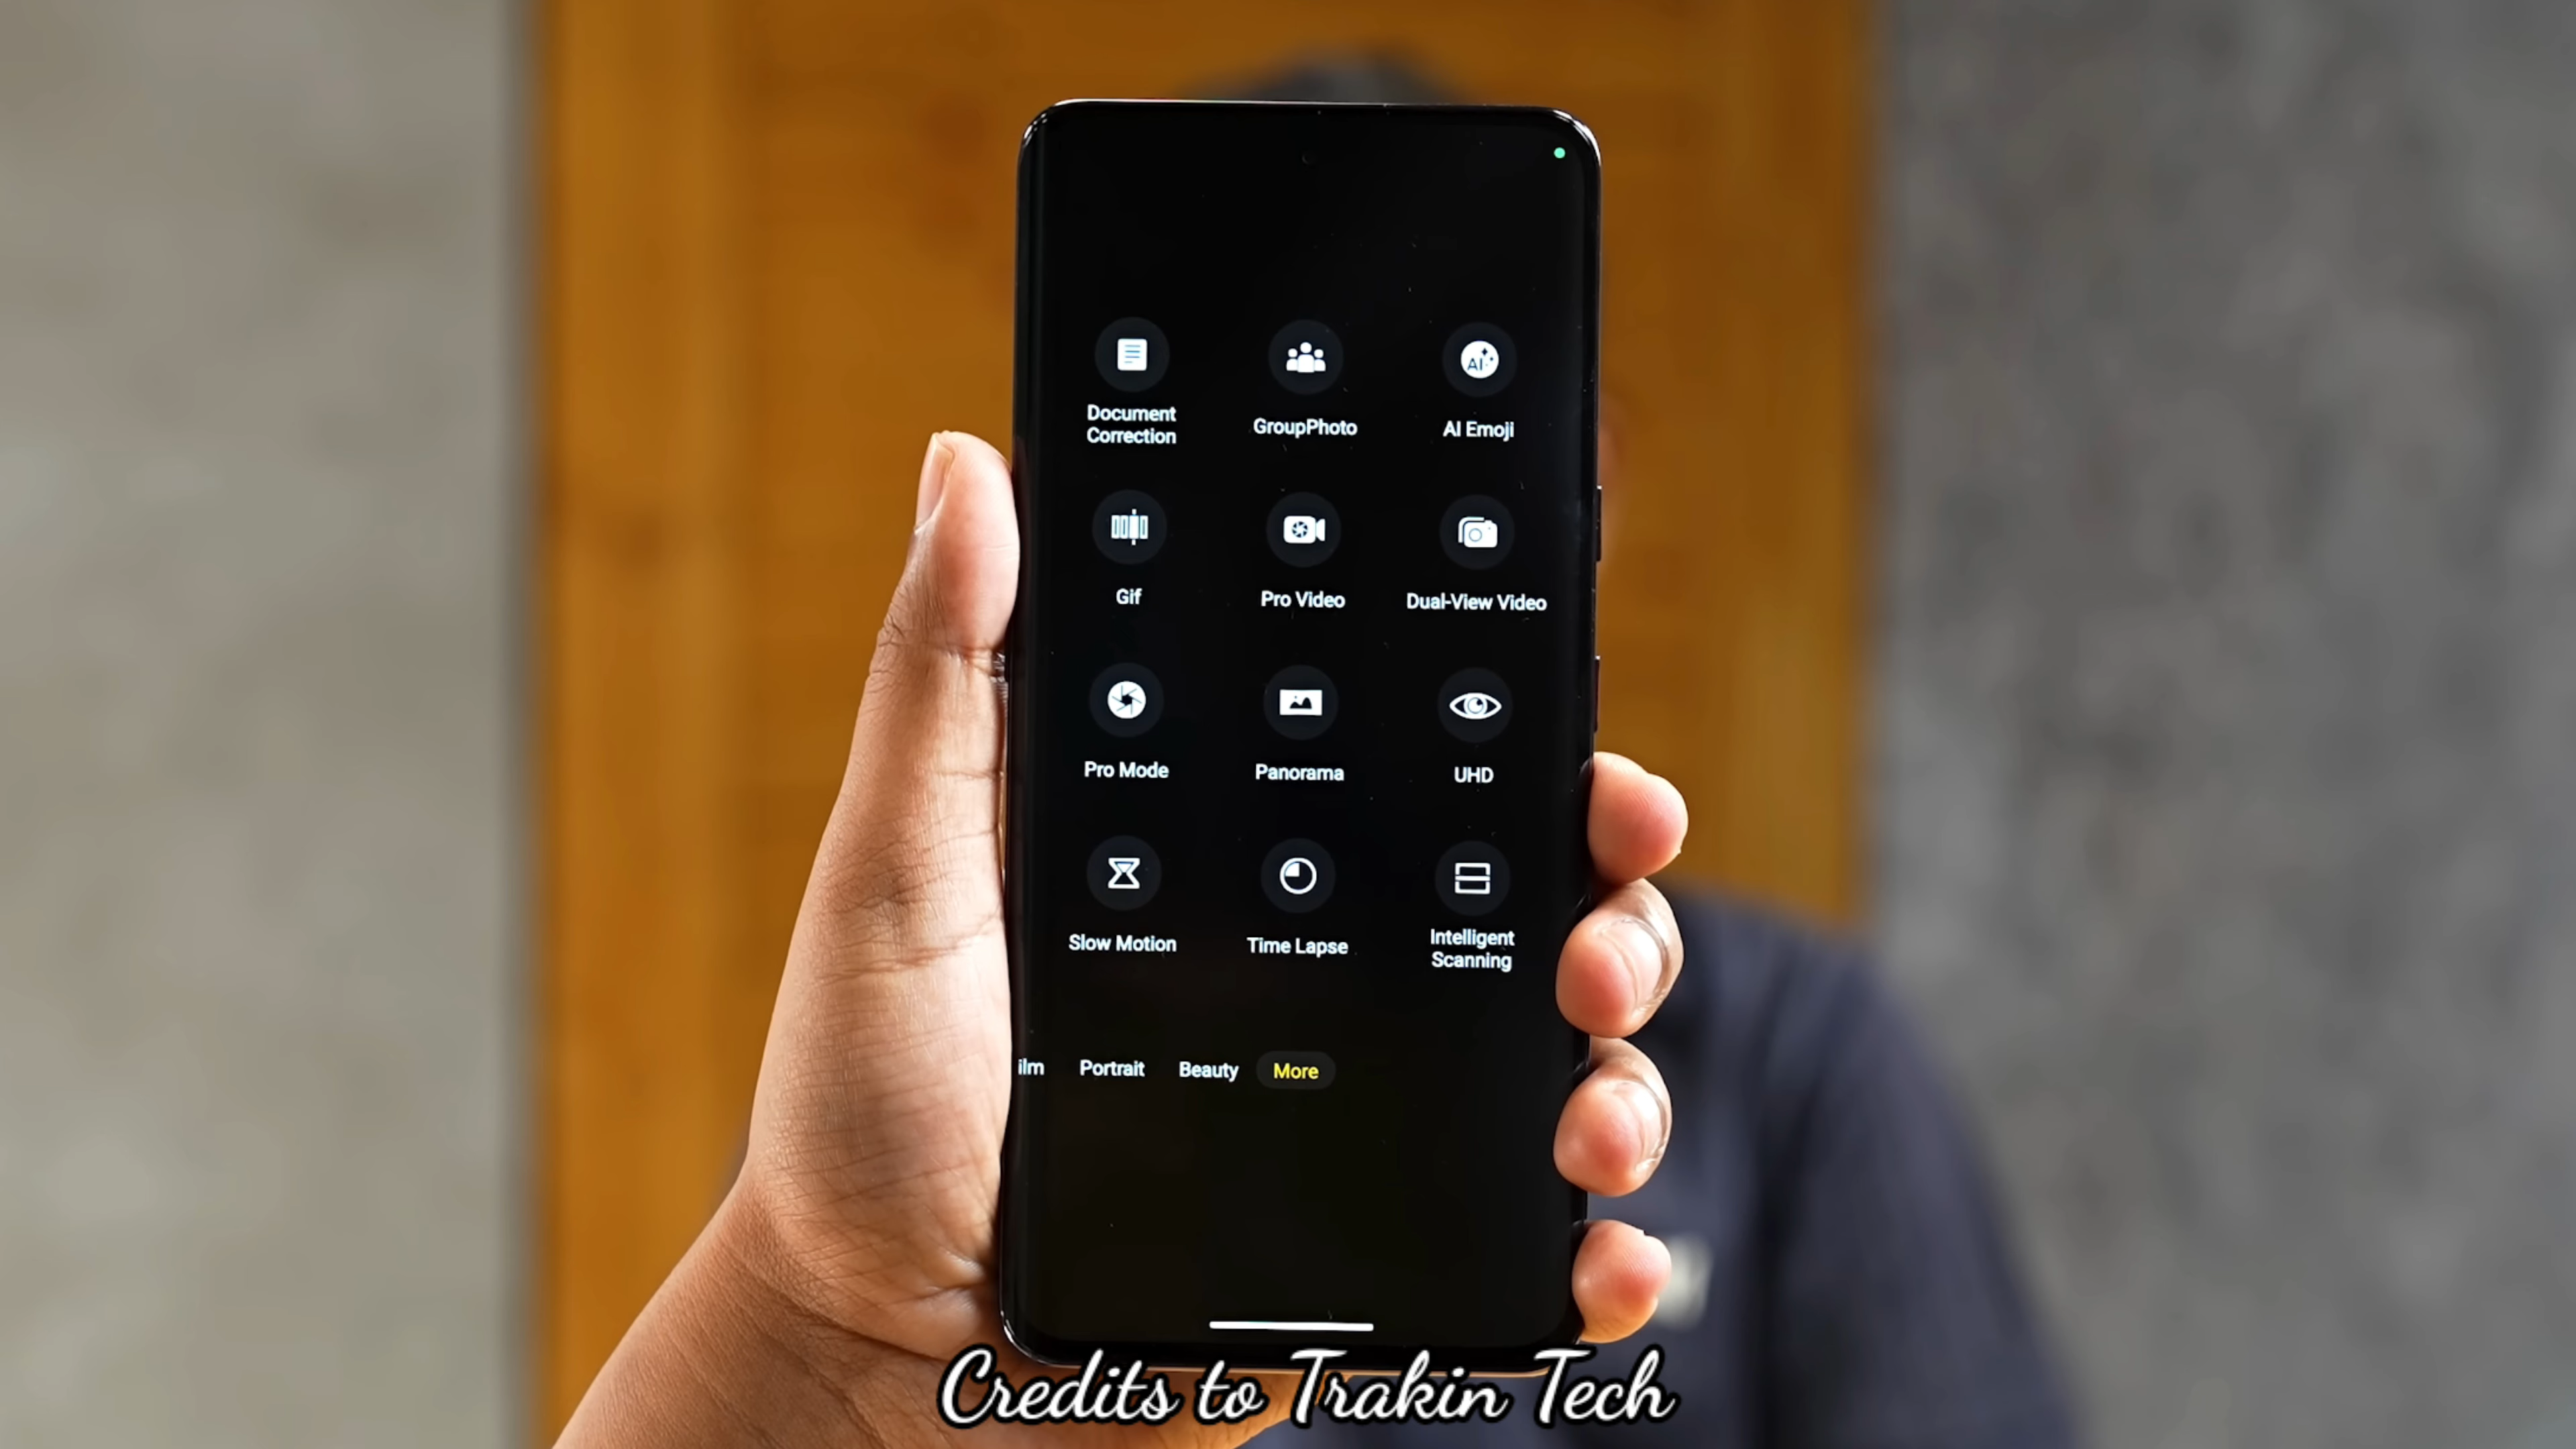 Document
Correction
GroupPhoto
AI Emoji
Gif
Pro Video
Dual-View Video
Pro Mode
Panorama
UHD
Slow Motion
Time Lapse
Intelligent
Scanning
ilm Portrait Beauty More
Credits to Trakin Tech